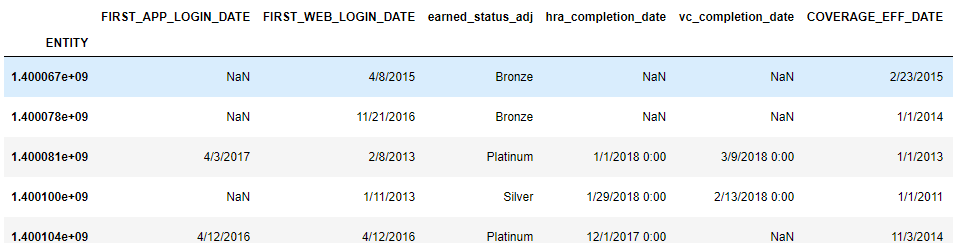 FIRST_APP_LOGIN_DATE FIRST_WEB_LOGIN_DATE earned_status_adj hra_completion_date vc_completion_date COVERAGE_EFF_DATE
ENTITY
1.400067e+09 NaN 4/8/2015 Bronze NaN NaN 2/23/2015
1.400078e+09 NaN 11/21/2016 Bronze NaN NaN 1/1/2014
1.400081e+09 4/3/2017 2/8/2013 Platinum 1/1/2018 0:00 3/9/2018 0:00 1/1/2013
1.400100e+09 NaN 1/11/2013 Silver 1/29/2018 0:00 2/13/2018 0:00 1/1/2011
1.400104e+09 4/12/2016 4/12/2016 Platinum 12/1/2017 0:00 NaN 11/3/2014